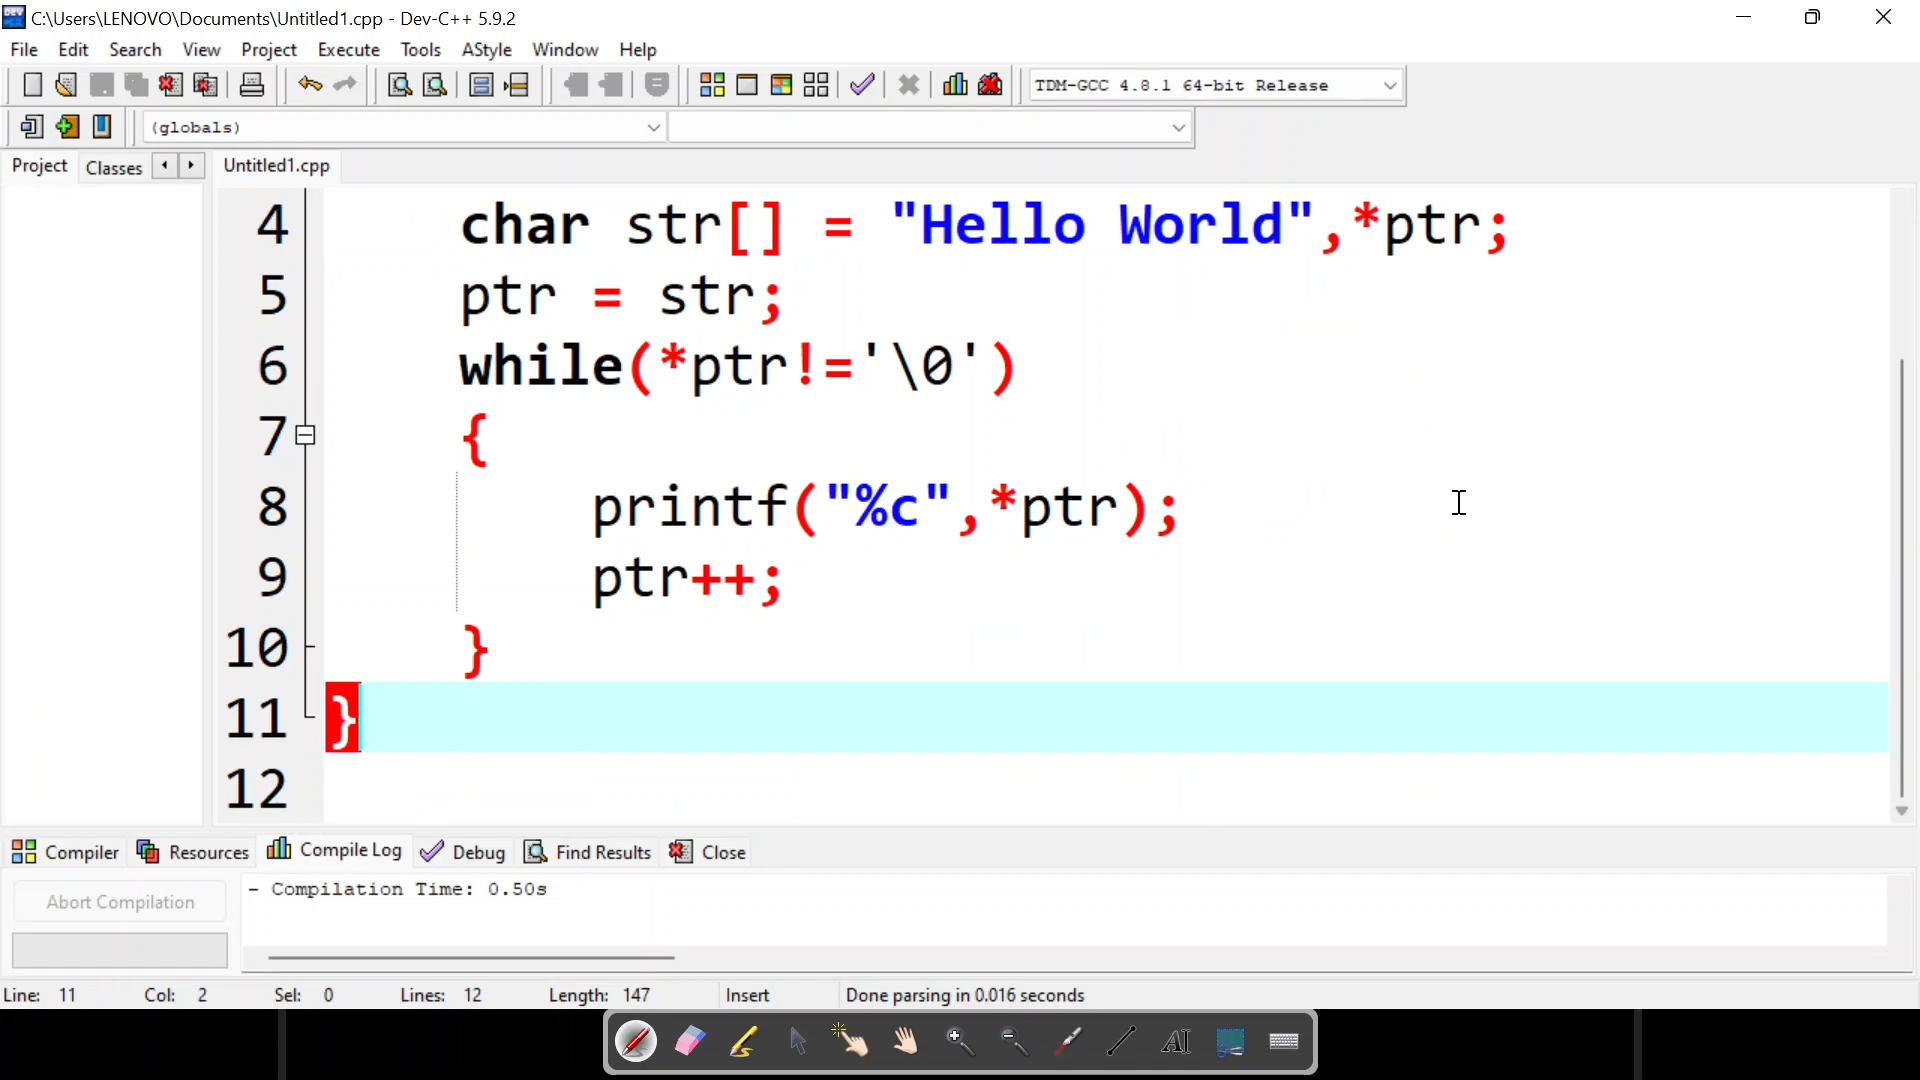 C:\Users\LENOVO\Documents\Untitled1.cpp - Dev-C++ 5.9.2
File Edit Search View Project Execute Tools AStyle Window Help
TDM-GCC 4.8.1 64-bit Release
(globals)
Project Classes Untitled1.cpp
4 char str[] = "Hello World",*ptr;
5 ptr = str;
6 while(*ptr!='\0')
7 {
8 printf("%c",*ptr);
9 ptr++;
10 }
11 }
12
Compiler Resources Compile Log Debug Find Results Close
Abort Compilation
- Compilation Time: 0.50s
Line: 11 Col: 2 Sel: 0 Lines: 12 Length: 147 Insert Done parsing in 0.016 seconds